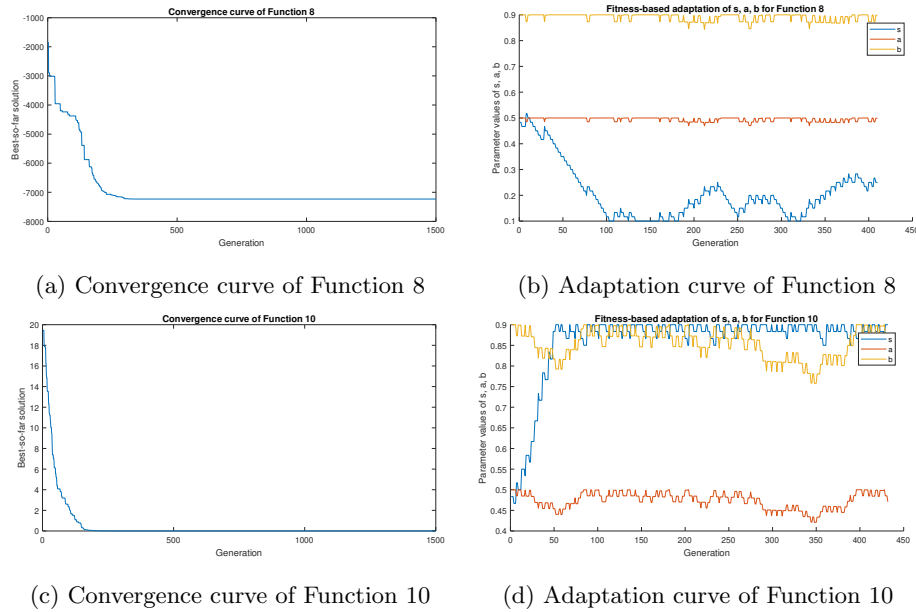 Convergence curve of Function 8
-1000
-2000
-3000
-4000
-5000
-6000
-7000
-8000
Best-so-far solution
0 500 1000 1500
Generation
Fitness-based adaptation of s, a, b for Function 8
0.9
0.8
0.7
0.6
0.5
0.4
0.3
0.2
0.1
Parameter values of s, a, b
s
a
b
0 50 100 150 200 250 300 350 400 450
Generation
(a) Convergence curve of Function 8
(b) Adaptation curve of Function 8
Convergence curve of Function 10
20
18
16
14
12
10
8
6
4
2
0
Best-so-far solution
0 500 1000 1500
Generation
Fitness-based adaptation of s, a, b for Function 10
0.9
0.85
0.8
0.75
0.7
0.65
0.6
0.55
0.5
0.45
0.4
Parameter values of s, a, b
s
a
b
0 50 100 150 200 250 300 350 400 450
Generation
(c) Convergence curve of Function 10
(d) Adaptation curve of Function 10